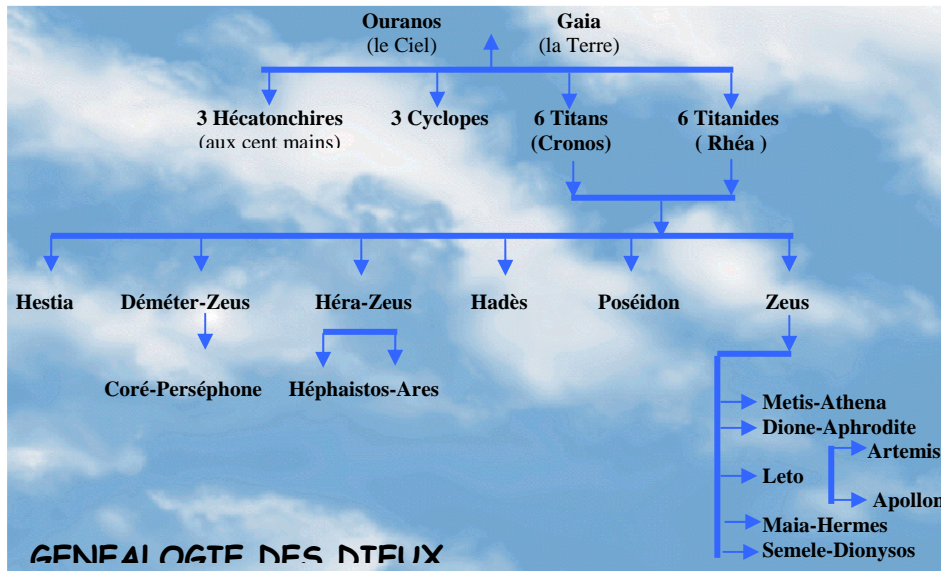 Ouranos Gaia
(le Ciel) (la Terre)
3 Hécatonchires 3 Cyclopes 6 Titans 6 Titanides
(aux cent mains) (Cronos) ( Rhéa )
Hestia Déméter-Zeus Héra-Zeus Hadès Poséidon Zeus
Coré-Perséphone Héphaistos-Ares
Metis-Athena
Dione-Aphrodite
Artemis
Leto
Apollon
Maia-Hermes
Semele-Dionysos
GENEALOGIE DES DIEUX